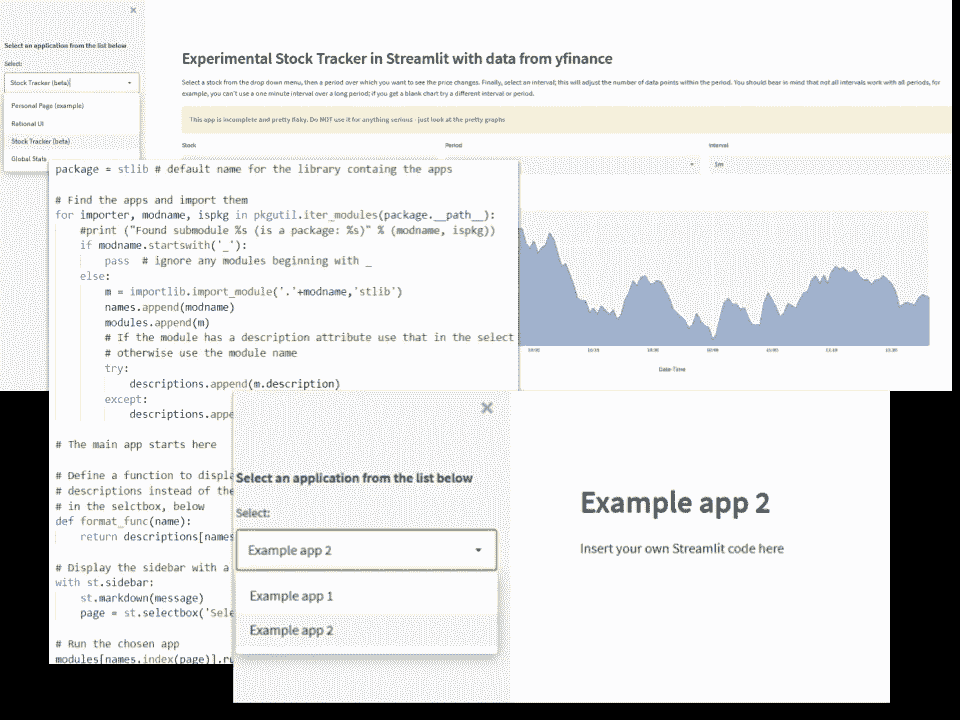 ×
Select an application from the list below
Select:
Stock Tracker (beta)
Personal Page (example)
Rational UI
Stock Tracker (beta)
Global Stats
Experimental Stock Tracker in Streamlit with data from yfinance
Select a stock from the drop down menu, then a period over which you want to see the price changes. Finally, select an interval; this will adjust the number of data points within the period. You should bear in mind that not all intervals work with all periods, for
example, you can't use a one minute interval over a long period; if you get a blank chart try a different interval or period.
This app is incomplete and pretty flaky. Do NOT use it for anything serious - just look at the pretty graphs
Stock
Period
Interval
5m
Date-Time
package = stlib # default name for the library containg the apps
# Find the apps and import them
for importer, modname, ispkg in pkgutil.iter_modules(package.__path__):
#print ("Found submodule %s (is a package: %s)" % (modname, ispkg))
if modname.startswith('_'):
pass # ignore any modules beginning with _
else:
m = importlib.import_module('.'+modname,'stlib')
names.append(modname)
modules.append(m)
# If the module has a description attribute use that in the select
# otherwise use the module name
try:
descriptions.append(m.description)
except:
descriptions.appe
# The main app starts here
# Define a function to displa
# descriptions instead of the
# in the selctbox, below
def format_func(name):
return descriptions[names
# Display the sidebar with a
with st.sidebar:
st.markdown(message)
page = st.selectbox('Sele
# Run the chosen app
modules[names.index(page)].ru
×
Select an application from the list below
Select:
Example app 2
Example app 1
Example app 2
Example app 2
Insert your own Streamlit code here